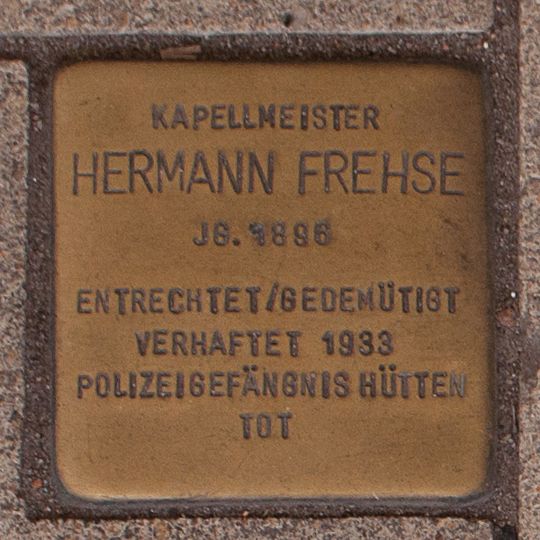 KAPELLMEISTER
HERMANN FREHSE
JG. 1896
ENTRECHTET/GEDEMÜTIGT
VERHAFTET 1933
POLIZEIGEFÄNGNIS HÜTTEN
TOT